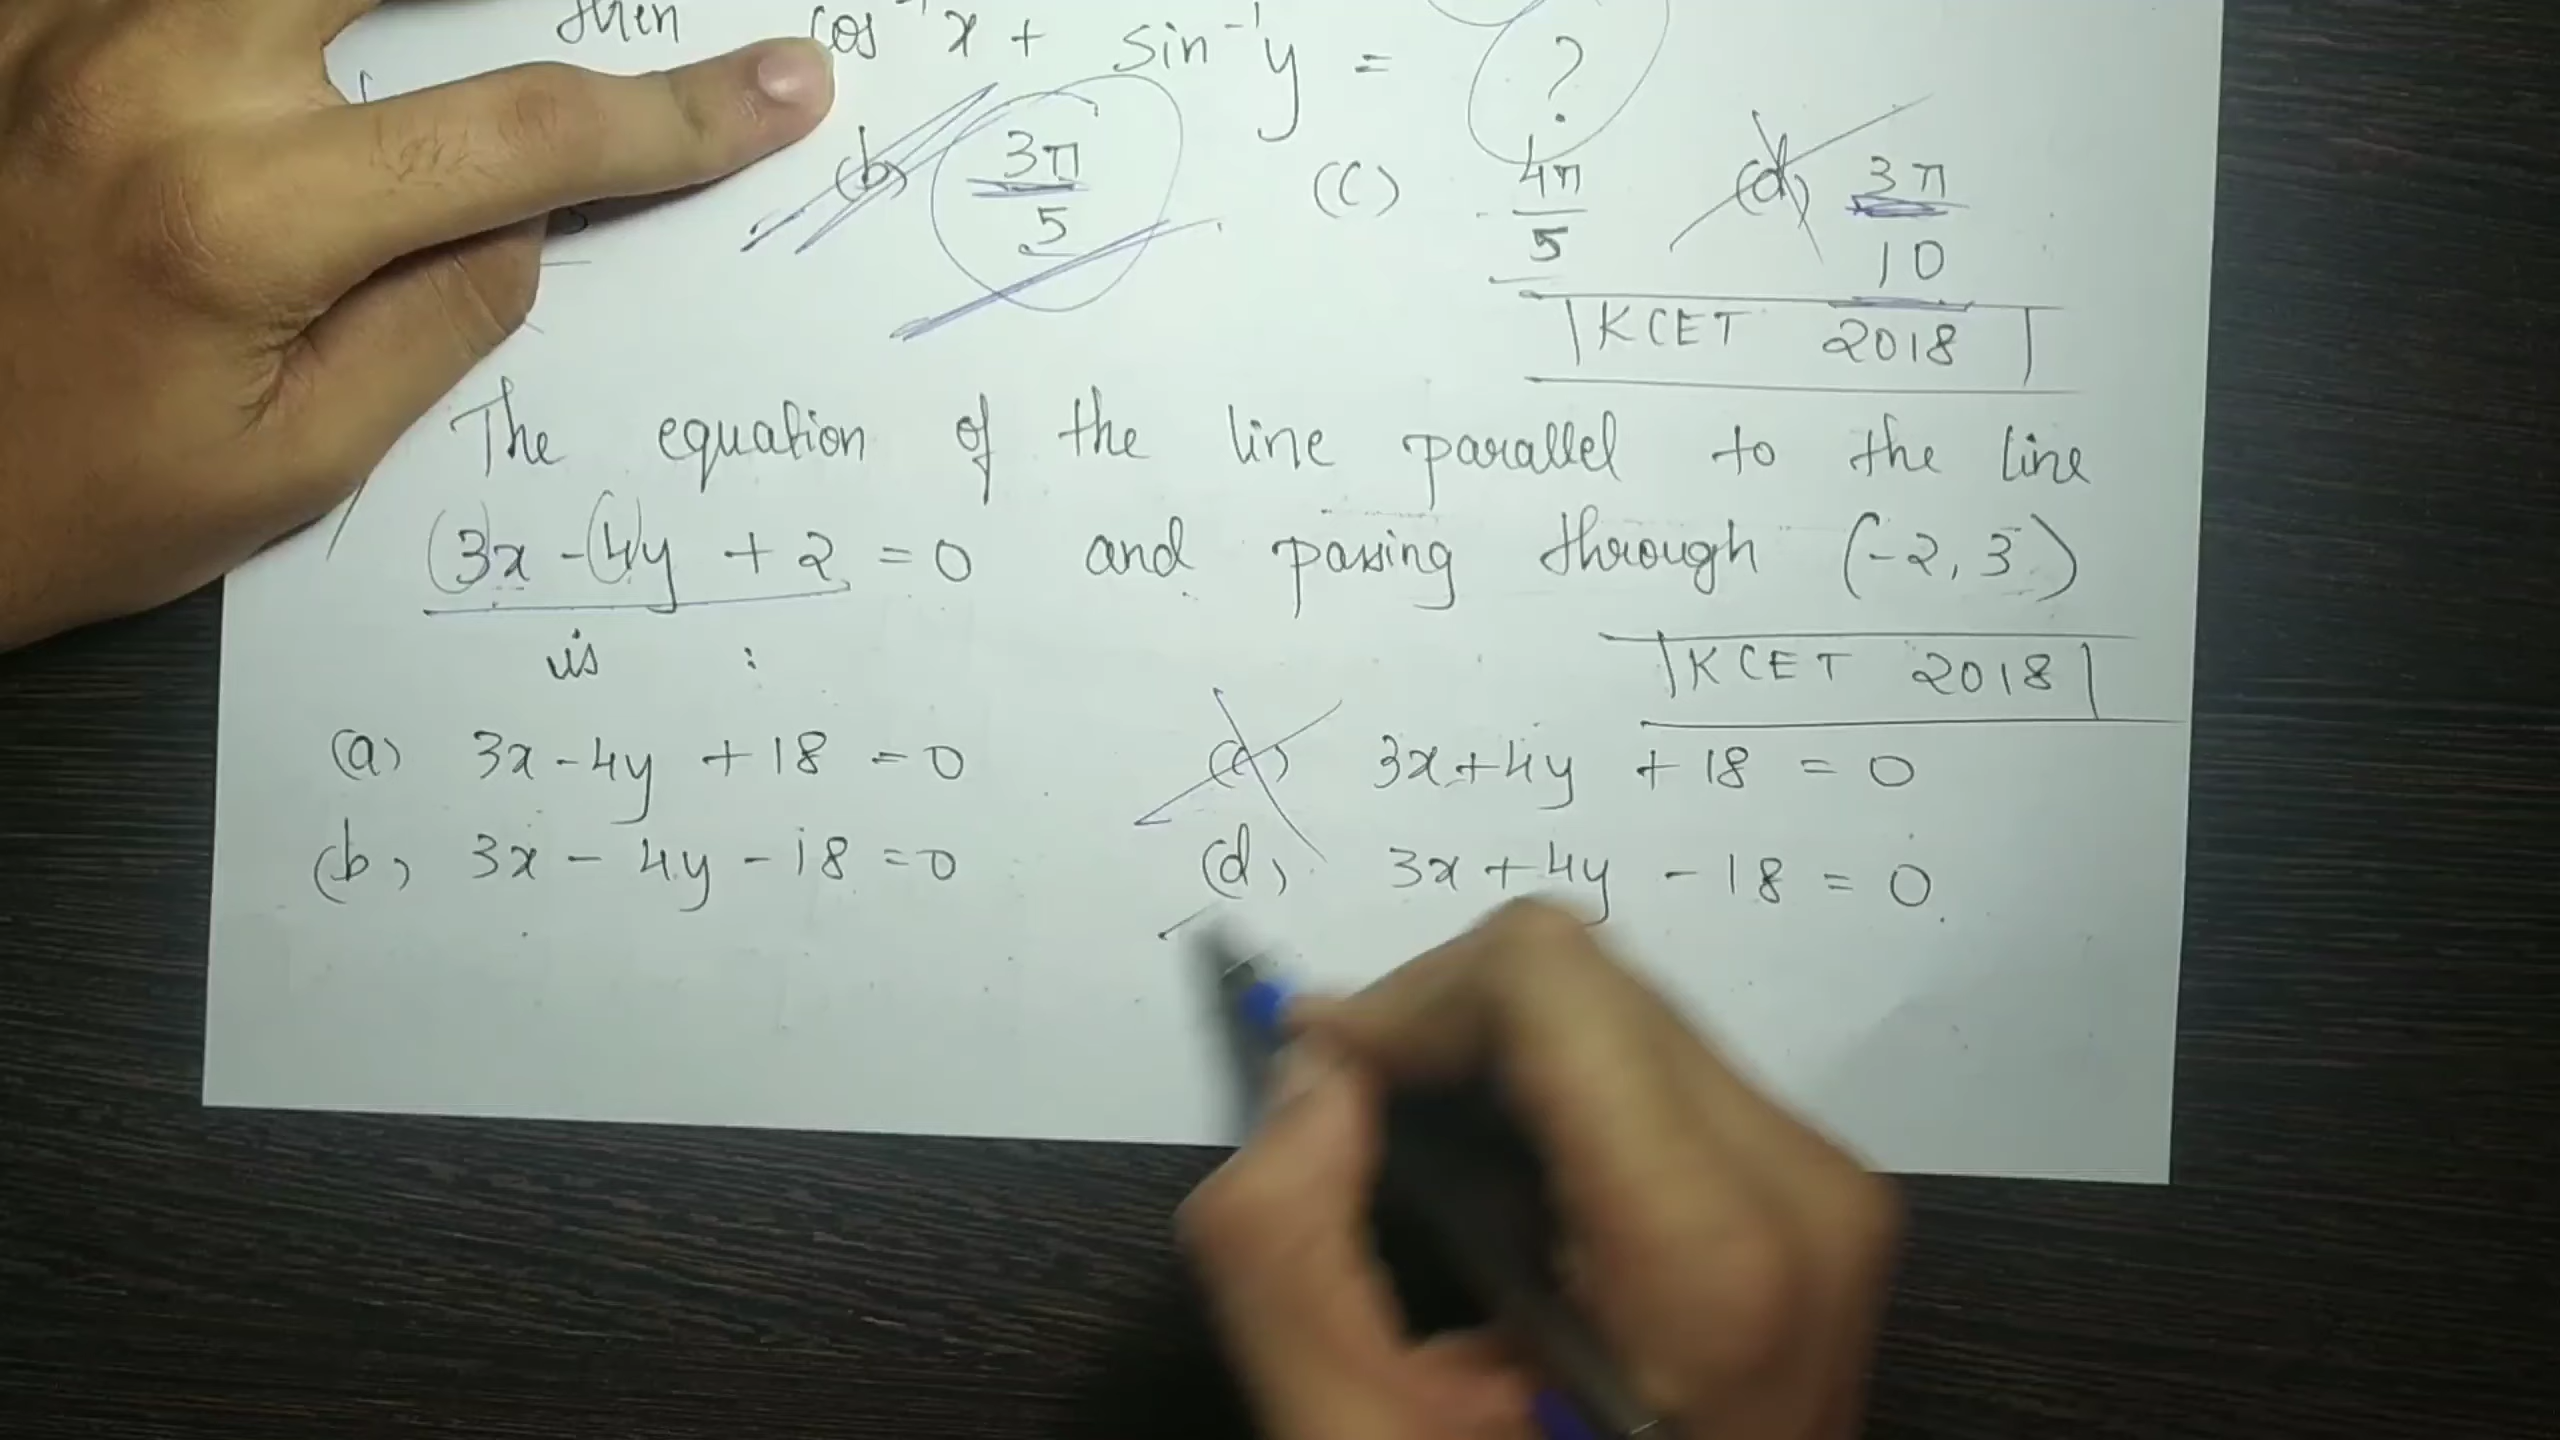 then cos⁻¹x + sin⁻¹y = ?
(b) 3π/5 (c) 4π/5 (d) 3π/10
KCET 2018
The equation of the line parallel to the line
3x - 4y + 2 = 0 and passing through (-2, 3)
is :
KCET 2018
(a) 3x - 4y + 18 = 0 (c) 3x + 4y + 18 = 0
(b) 3x - 4y - 18 = 0 (d) 3x + 4y - 18 = 0.